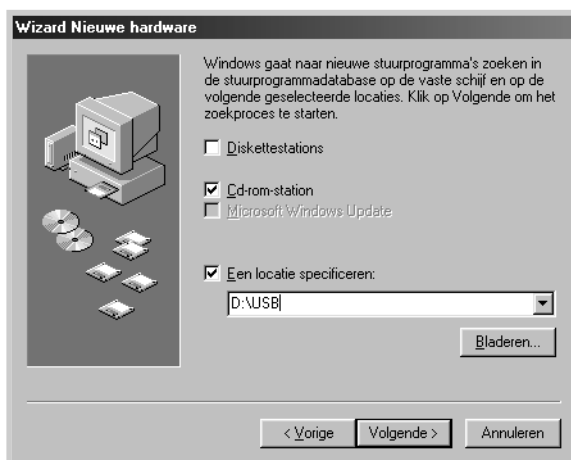 Wizard Nieuwe hardware
Windows gaat naar nieuwe stuurprogramma's zoeken in
de stuurprogrammadatabase op de vaste schijf en op de
volgende geselecteerde locaties. Klik op Volgende om het
zoekproces te starten.
Diskettestations
Cd-rom-station
Microsoft Windows Update
Een locatie specificeren:
D:\USB
Bladeren...
< Vorige
Volgende >
Annuleren